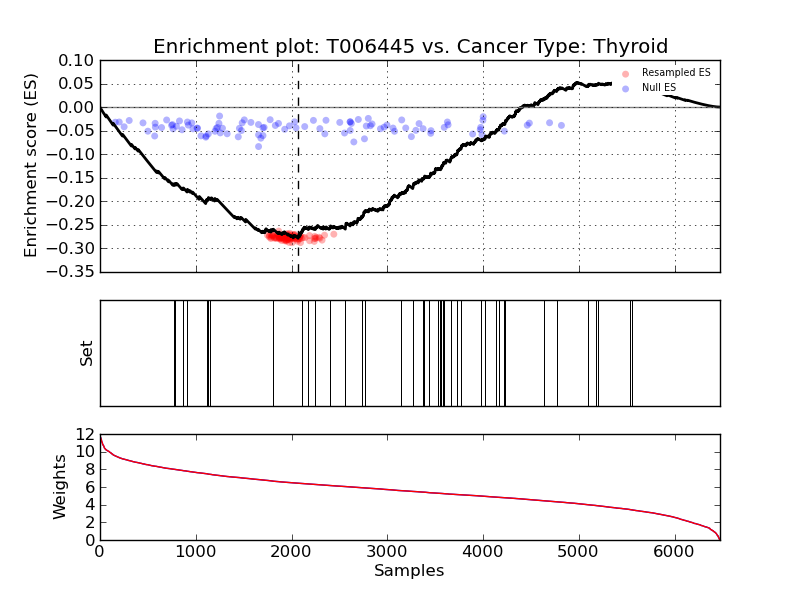 Enrichment plot: T006445 vs. Cancer Type: Thyroid
Enrichment score (ES)
0.10
0.05
0.00
−0.05
−0.10
−0.15
−0.20
−0.25
−0.30
−0.35
Resampled ES
Null ES
Set
Weights
12
10
8
6
4
2
0
0 1000 2000 3000 4000 5000 6000
Samples